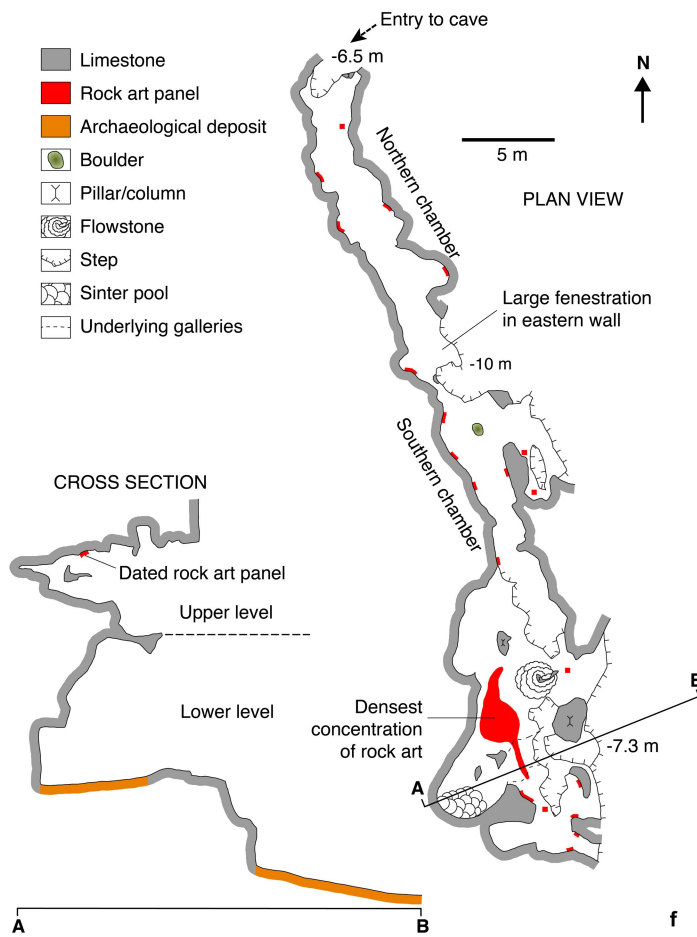 Entry to cave
-6.5 m
Limestone
Rock art panel
Archaeological deposit
Boulder
Pillar/column
Flowstone
Step
Sinter pool
Underlying galleries
N
5 m
PLAN VIEW
Northern chamber
Large fenestration
in eastern wall
-10 m
Southern chamber
CROSS SECTION
Dated rock art panel
Upper level
Lower level
Densest
concentration
of rock art
B
-7.3 m
A
A
B
f